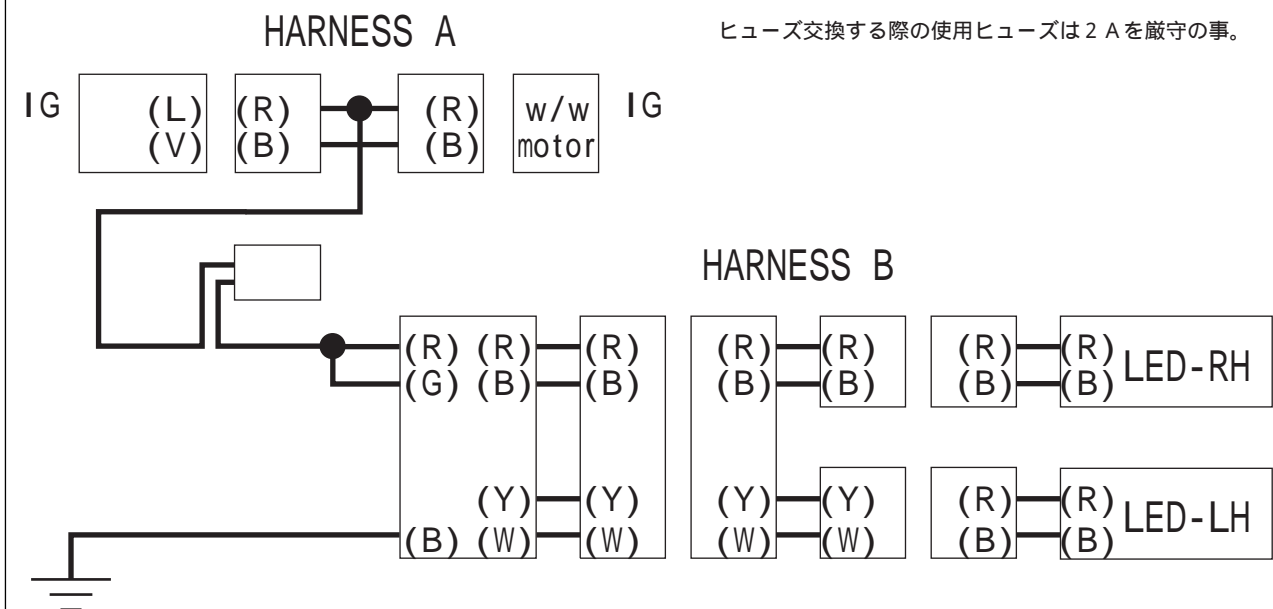 HARNESS A
ヒューズ交換する際の使用ヒューズは2Aを厳守の事。
IG (L) (R) (R) w/w IG
(V) (B) (B) motor
HARNESS B
(R) (R) (R) (R) (R) (R) (R) LED-RH
(G) (B) (B) (B) (B) (B) (B)
(Y) (Y) (Y) (Y) (R) (R) LED-LH
(B) (W) (W) (W) (W) (B) (B)